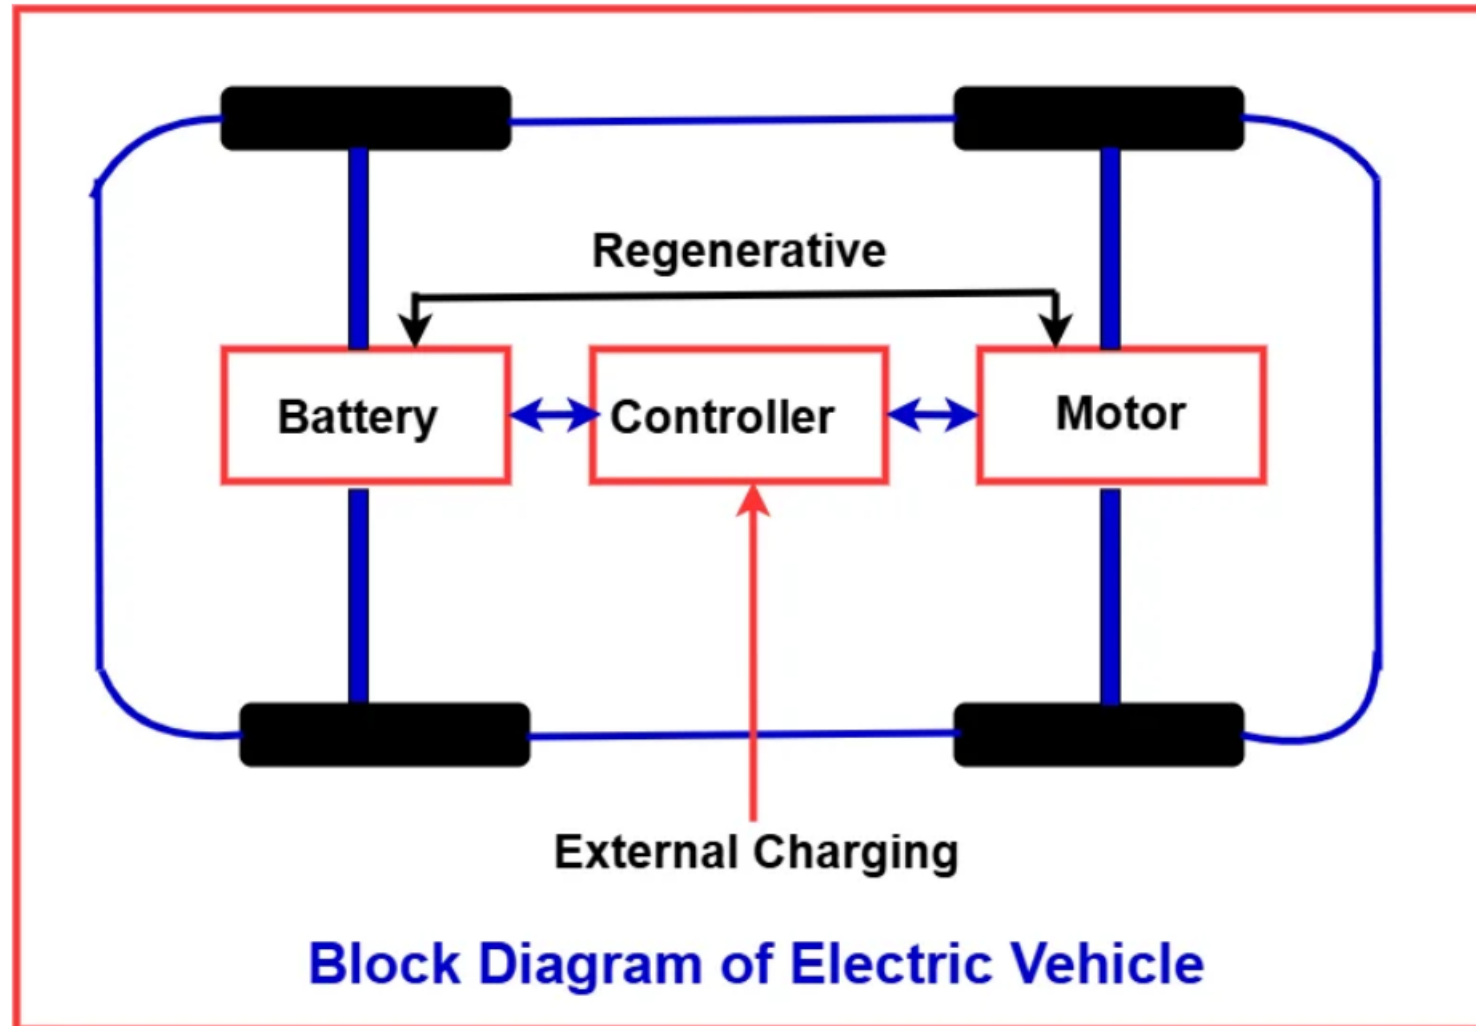 Regenerative
Battery
Controller
Motor
External Charging
Block Diagram of Electric Vehicle